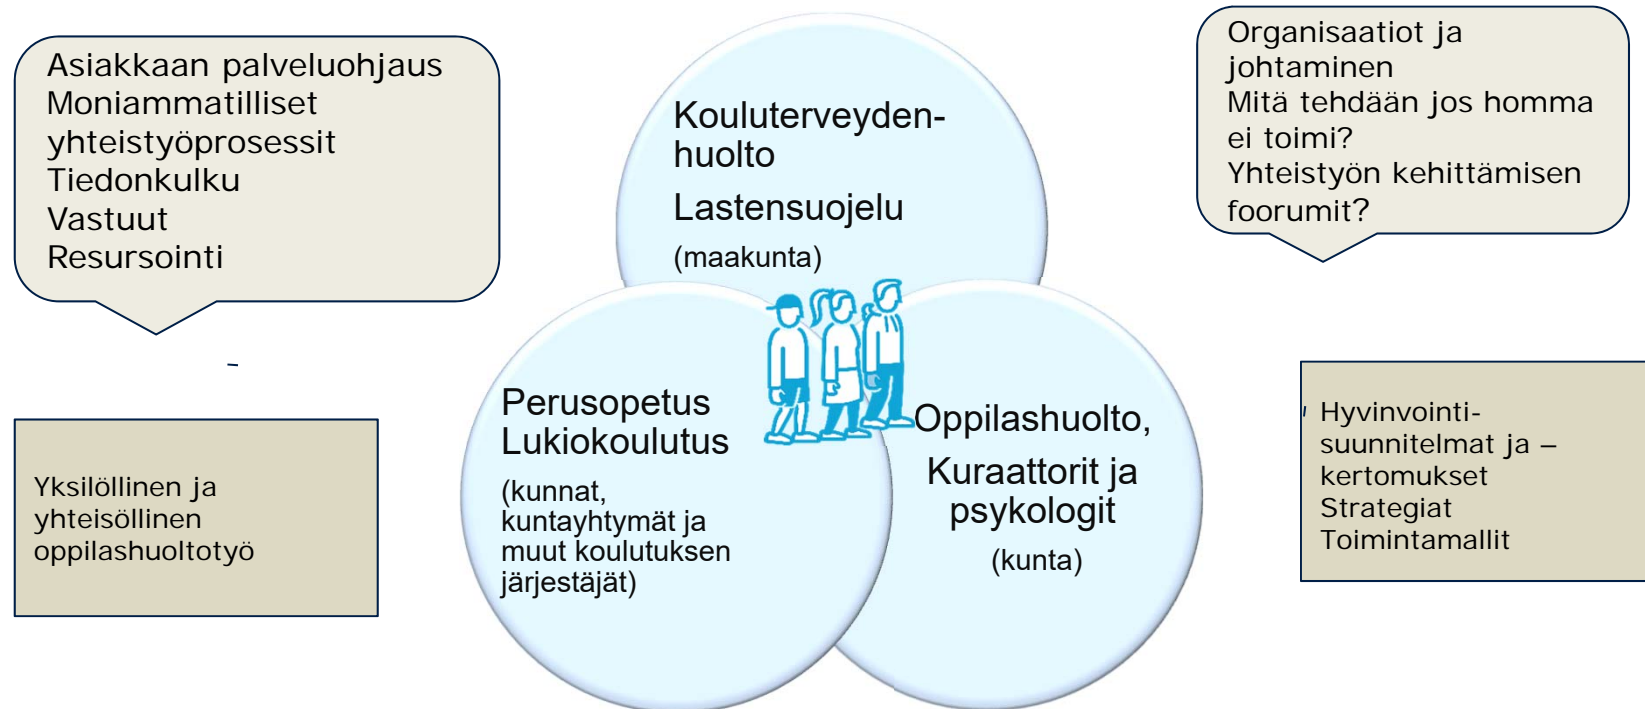 Asiakkaan palveluohjaus
Moniammatilliset
yhteistyöprosessit
Tiedonkulku
Vastuut
Resursointi
Kouluterveyden-
huolto
Lastensuojelu
(maakunta)
Organisaatiot ja
johtaminen
Mitä tehdään jos homma
ei toimi?
Yhteistyön kehittämisen
foorumit?
Yksilöllinen ja
yhteisöllinen
oppilashuoltotyö
Perusopetus
Lukiokoulutus
(kunnat,
kuntayhtymät ja
muut koulutuksen
järjestäjät)
Oppilashuolto,
Kuraattorit ja
psykologit
(kunta)
Hyvinvointi-
suunnitelmat ja –
kertomukset
Strategiat
Toimintamallit